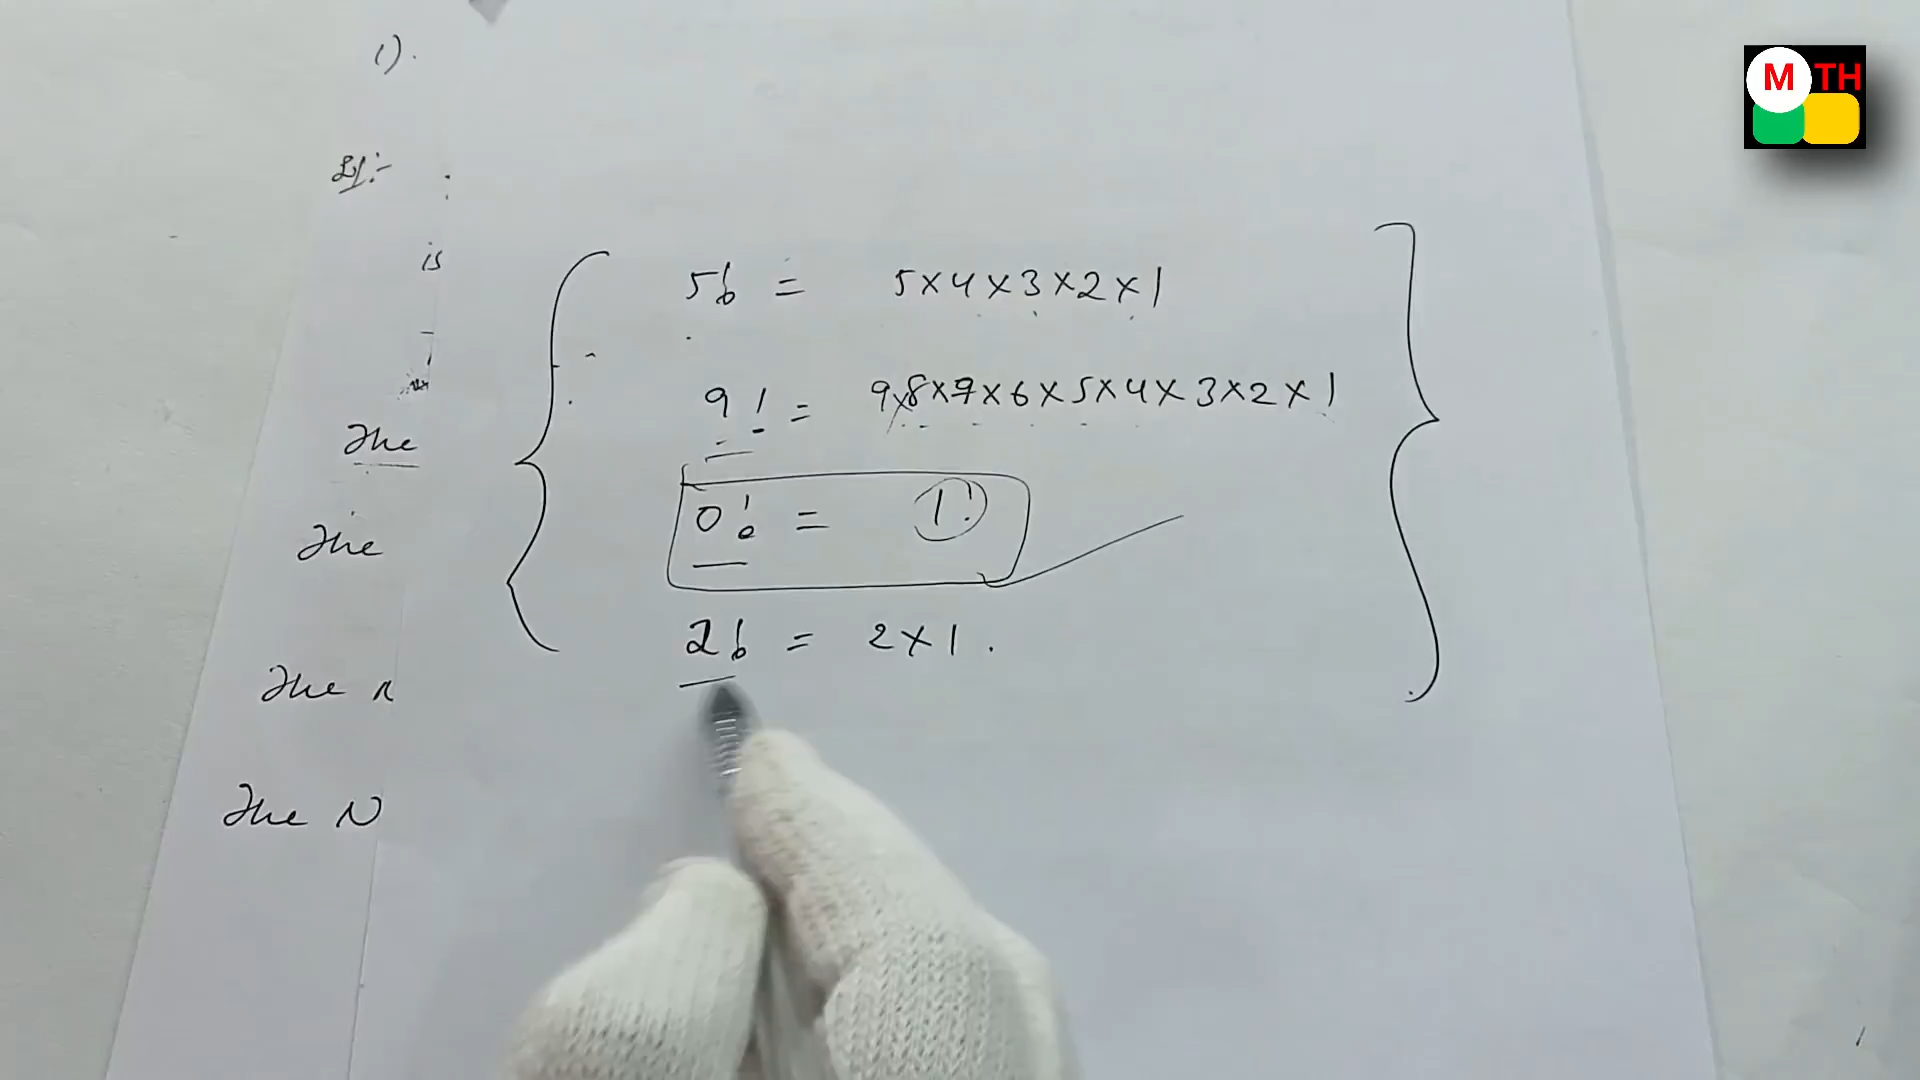 1).
is
5! = 5×4×3×2×1
9! = 9×8×7×6×5×4×3×2×1
The
0! = 1!
The
2! = 2×1.
The
The N
M TH